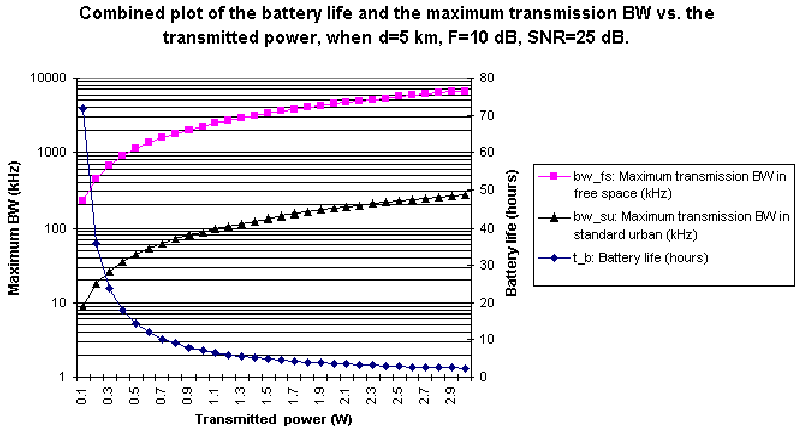 Combined plot of the battery life and the maximum transmission BW vs. the
transmitted power, when d=5 km, F=10 dB, SNR=25 dB.
Maximum BW (kHz)
10000
1000
100
10
1
80
70
60
50
40
30
20
10
0
Battery life (hours)
0.1 0.3 0.5 0.7 0.9 1.1 1.3 1.5 1.7 1.9 2.1 2.3 2.5 2.7 2.9
Transmitted power (W)
bw_fs: Maximum transmission BW in
free space (kHz)
bw_su: Maximum transmission BW in
standard urban (kHz)
t_b: Battery life (hours)